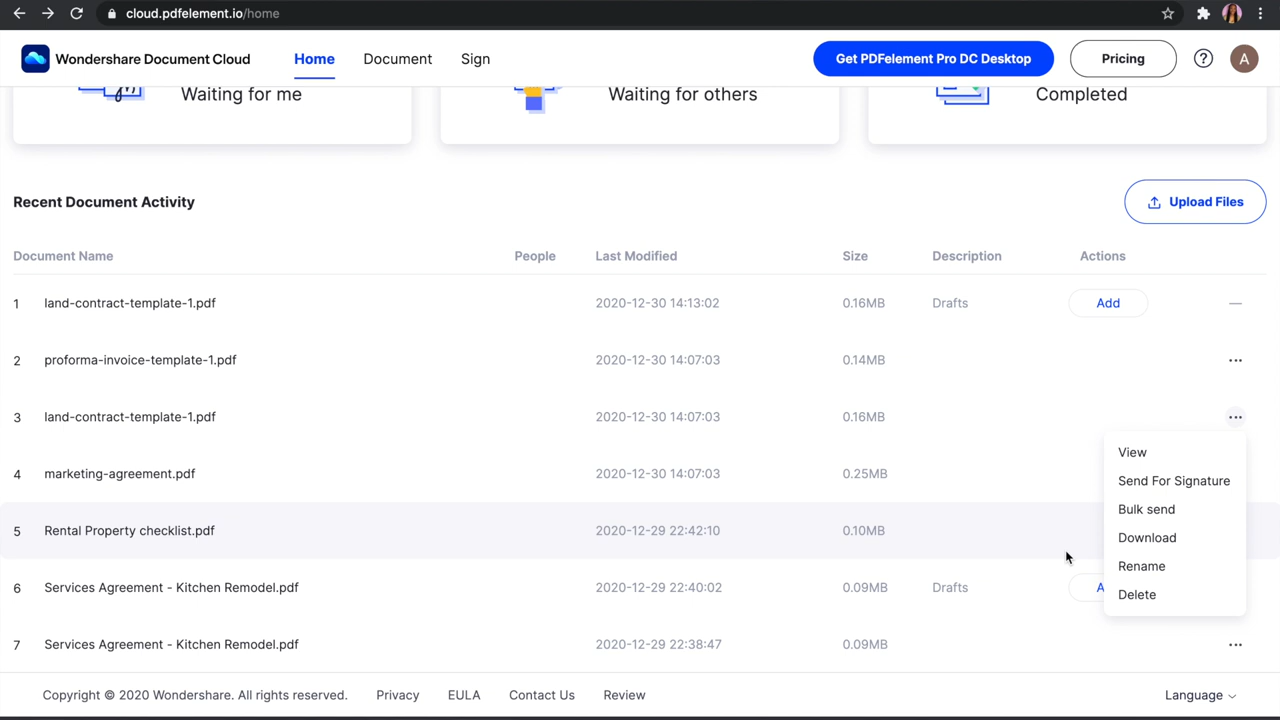 cloud.pdfelement.io/home
Wondershare Document Cloud Home Document Sign Get PDFelement Pro DC Desktop Pricing ? A
Waiting for me Waiting for others Completed
Recent Document Activity Upload Files
Document Name People Last Modified Size Description Actions
1 land-contract-template-1.pdf 2020-12-30 14:13:02 0.16MB Drafts Add —
2 proforma-invoice-template-1.pdf 2020-12-30 14:07:03 0.14MB ...
3 land-contract-template-1.pdf 2020-12-30 14:07:03 0.16MB ...
View
4 marketing-agreement.pdf 2020-12-30 14:07:03 0.25MB
Send For Signature
Bulk send
5 Rental Property checklist.pdf 2020-12-29 22:42:10 0.10MB
Download
Rename
6 Services Agreement - Kitchen Remodel.pdf 2020-12-29 22:40:02 0.09MB Drafts A
Delete
7 Services Agreement - Kitchen Remodel.pdf 2020-12-29 22:38:47 0.09MB ...
Copyright © 2020 Wondershare. All rights reserved. Privacy EULA Contact Us Review Language